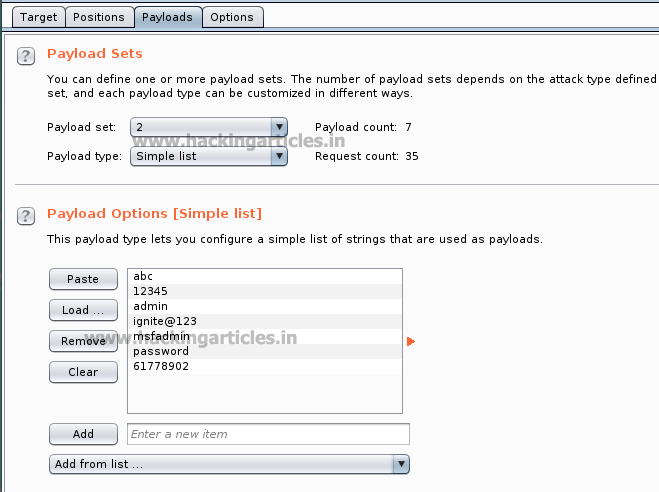 Target Positions Payloads Options
? Payload Sets
You can define one or more payload sets. The number of payload sets depends on the attack type defined
set, and each payload type can be customized in different ways.
Payload set: 2 Payload count: 7
www.hackingarticles.in
Payload type: Simple list Request count: 35
? Payload Options [Simple list]
This payload type lets you configure a simple list of strings that are used as payloads.
Paste
Load ...
Remove
Clear
abc
12345
admin
ignite@123
msfadmin
password
61778902
www.hackingarticles.in
Add Enter a new item
Add from list ...